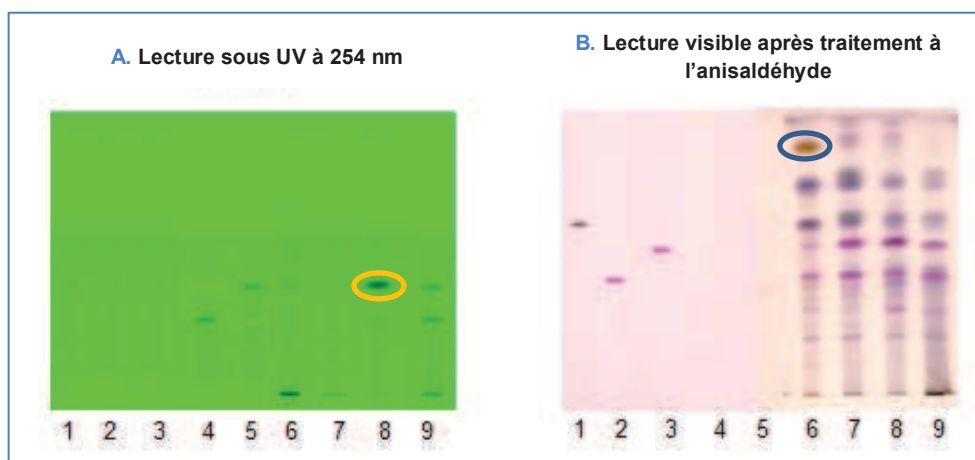 A. Lecture sous UV à 254 nm
B. Lecture visible après traitement à
l'anisaldéhyde
1 2 3 4 5 6 7 8 9
1 2 3 4 5 6 7 8 9